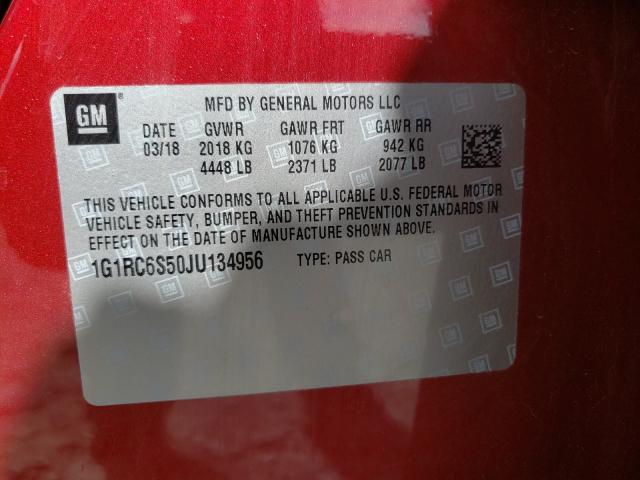 GM ®
MFD BY GENERAL MOTORS LLC
DATE GVWR GAWR FRT GAWR RR
03/18 2018 KG 1076 KG 942 KG
4448 LB 2371 LB 2077 LB
THIS VEHICLE CONFORMS TO ALL APPLICABLE U.S. FEDERAL MOTOR
VEHICLE SAFETY, BUMPER, AND THEFT PREVENTION STANDARDS IN
EFFECT ON THE DATE OF MANUFACTURE SHOWN ABOVE.
1G1RC6S50JU134956 TYPE: PASS CAR